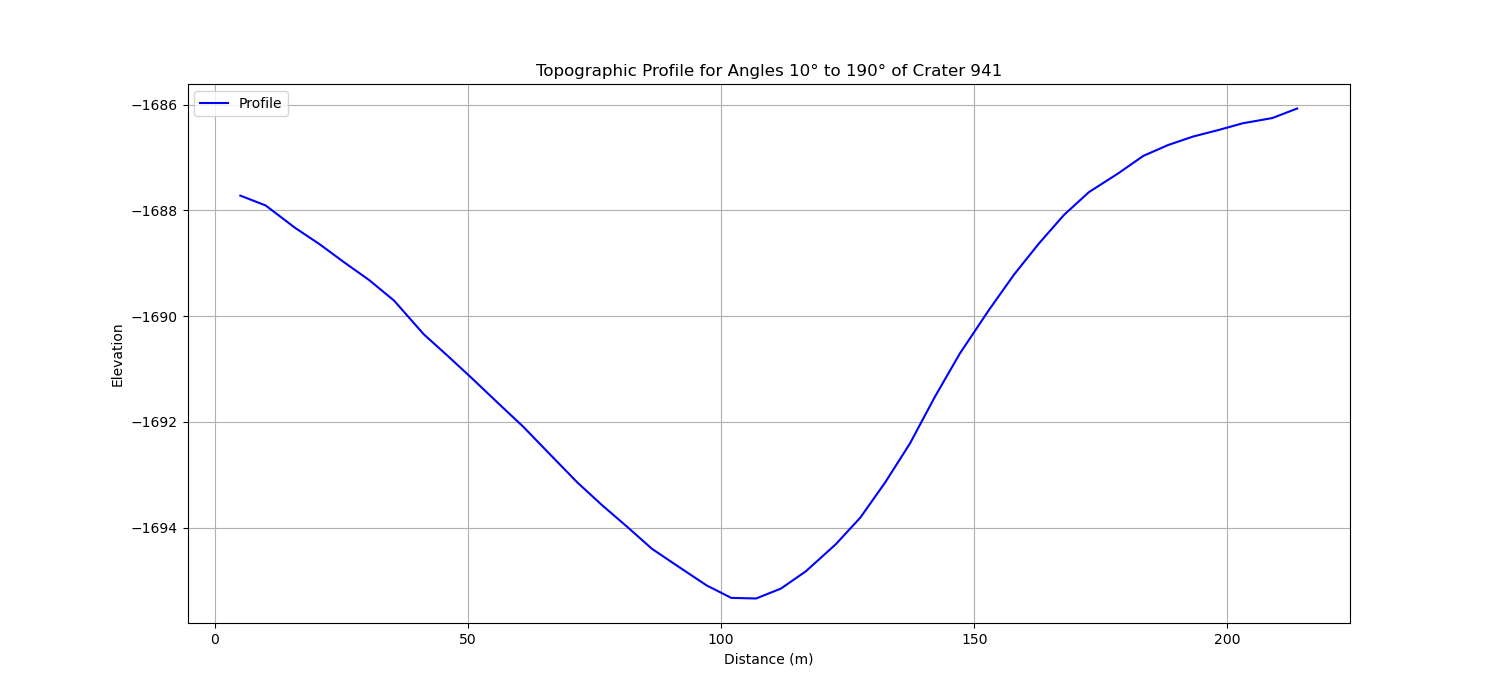 Topographic Profile for Angles 10° to 190° of Crater 941
Profile
−1686
−1688
−1690
−1692
−1694
Elevation
0
50
100
150
200
Distance (m)